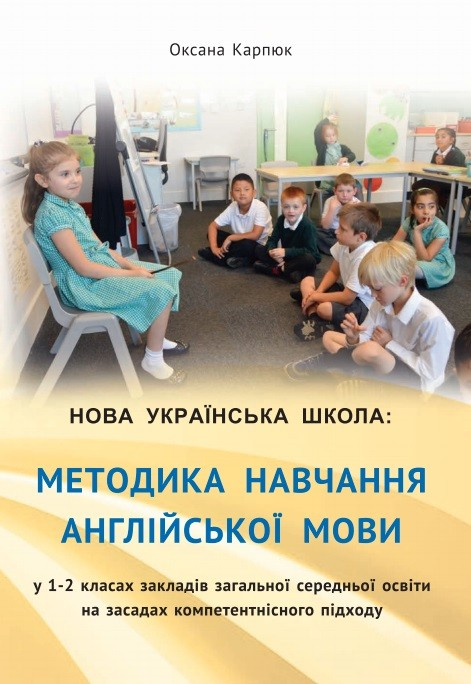 Оксана Карпюк
НОВА УКРАЇНСЬКА ШКОЛА:
МЕТОДИКА НАВЧАННЯ
АНГЛІЙСЬКОЇ МОВИ
у 1-2 класах закладів загальної середньої освіти
на засадах компетентнісного підходу